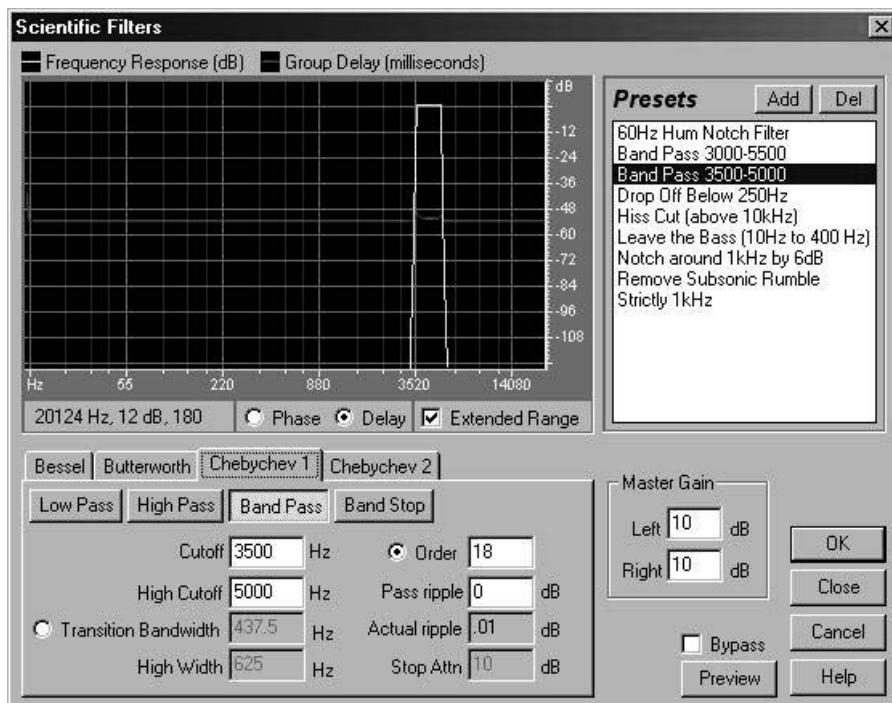 Scientific Filters
Frequency Response (dB) Group Delay (milliseconds)
dB
-12
-24
-36
-48
-60
-72
-84
-96
-108
Hz 55 220 880 3520 14080
20124 Hz, 12 dB, 180 Phase Delay Extended Range
Presets Add Del
60Hz Hum Notch Filter
Band Pass 3000-5500
Band Pass 3500-5000
Drop Off Below 250Hz
Hiss Cut (above 10kHz)
Leave the Bass (10Hz to 400 Hz)
Notch around 1kHz by 6dB
Remove Subsonic Rumble
Strictly 1kHz
Bessel Butterworth Chebychev 1 Chebychev 2
Low Pass High Pass Band Pass Band Stop
Cutoff 3500 Hz Order 18
High Cutoff 5000 Hz Pass ripple 0 dB
Transition Bandwidth 437.5 Hz Actual ripple .01 dB
High Width 625 Hz Stop Attn 10 dB
Master Gain
Left 10 dB
Right 10 dB
Bypass
Preview
OK
Close
Cancel
Help